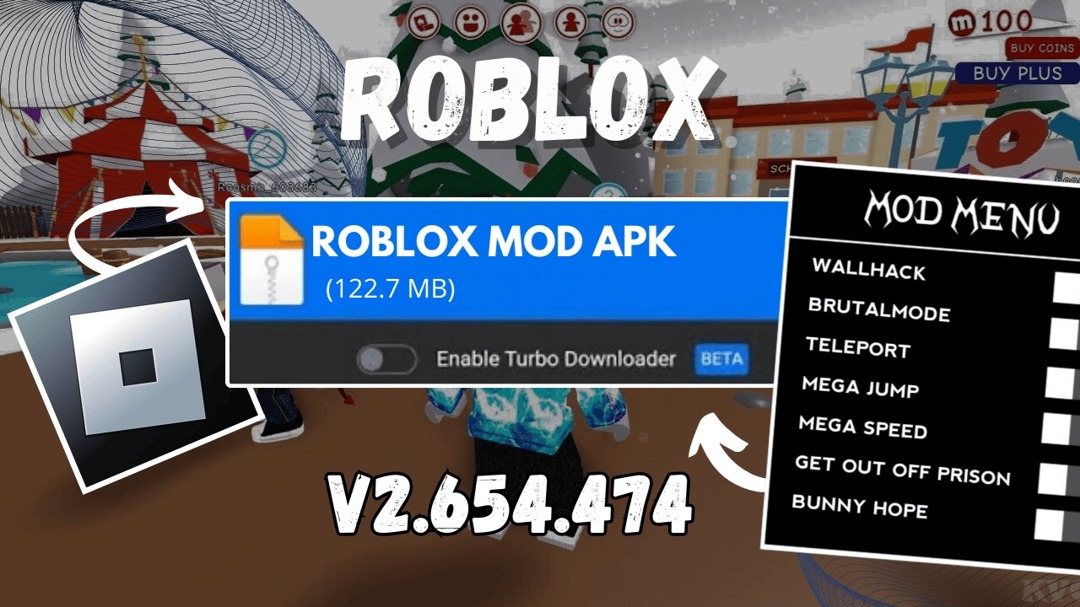 100
BUY COINS
BUY PLUS
ROBLOX
ROBLOX MOD APK
(122.7 MB)
Enable Turbo Downloader
BETA
V2.654.474
MOD MENU
WALLHACK
BRUTALMODE
TELEPORT
MEGA JUMP
MEGA SPEED
GET OUT OFF PRISON
BUNNY HOPE